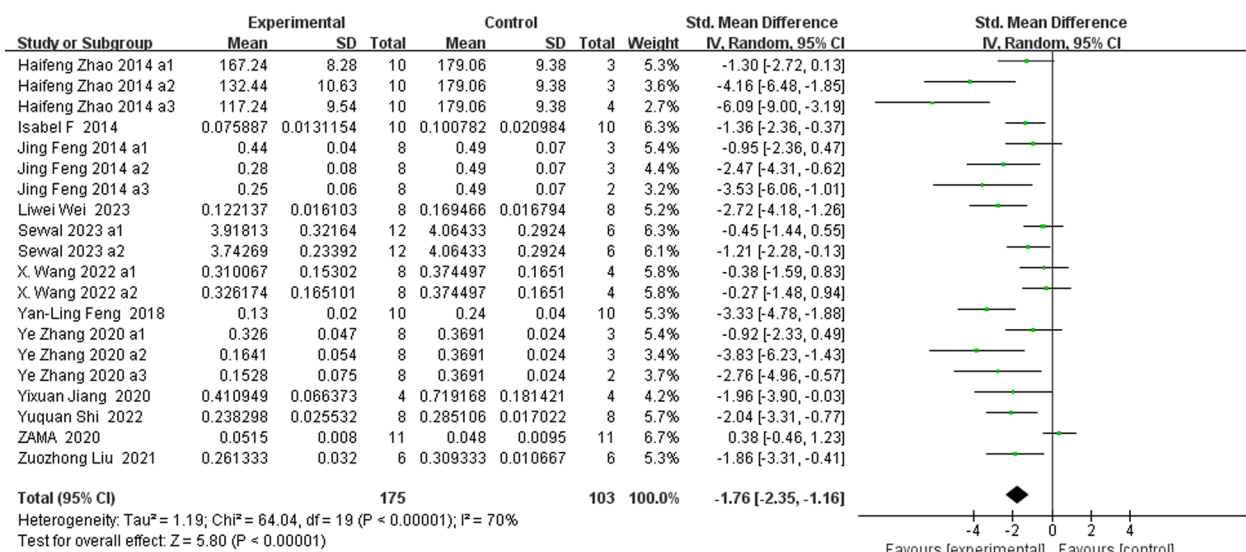 Experimental Control Std. Mean Difference Std. Mean Difference
Study or Subgroup Mean SD Total Mean SD Total Weight IV, Random, 95% CI IV, Random, 95% CI
Haifeng Zhao 2014 a1 167.24 8.28 10 179.06 9.38 3 5.3% -1.30 [-2.72, 0.13]
Haifeng Zhao 2014 a2 132.44 10.63 10 179.06 9.38 3 3.6% -4.16 [-6.48, -1.85]
Haifeng Zhao 2014 a3 117.24 9.54 10 179.06 9.38 4 2.7% -6.09 [-9.00, -3.19]
Isabel F 2014 0.075887 0.0131154 10 0.100782 0.020984 10 6.3% -1.36 [-2.36, -0.37]
Jing Feng 2014 a1 0.44 0.04 8 0.49 0.07 3 5.3% -0.95 [-2.36, 0.47]
Jing Feng 2014 a2 0.28 0.08 8 0.49 0.07 3 4.4% -2.47 [-4.31, -0.62]
Jing Feng 2014 a3 0.25 0.06 8 0.49 0.07 2 3.2% -3.53 [-6.06, -1.01]
Liwei Wei 2023 0.122137 0.016103 8 0.169466 0.016794 8 5.2% -2.72 [-4.18, -1.26]
Sewal 2023 a1 3.91813 0.32164 12 4.06433 0.2924 6 6.3% -0.45 [-1.44, 0.55]
Sewal 2023 a2 3.74269 0.23392 12 4.06433 0.2924 6 6.1% -1.21 [-2.28, -0.13]
X. Wang 2022 a1 0.310067 0.15302 8 0.374497 0.1651 4 5.8% -0.38 [-1.59, 0.83]
X. Wang 2022 a2 0.326174 0.165101 8 0.374497 0.1651 4 5.8% -0.27 [-1.48, 0.94]
Yan-Ling Feng 2018 0.13 0.02 10 0.24 0.04 10 5.3% -3.33 [-4.78, -1.88]
Ye Zhang 2020 a1 0.326 0.047 8 0.3691 0.024 3 5.3% -0.92 [-2.33, 0.49]
Ye Zhang 2020 a2 0.1641 0.054 8 0.3691 0.024 3 3.4% -3.83 [-6.23, -1.43]
Ye Zhang 2020 a3 0.1528 0.075 8 0.3691 0.024 2 3.7% -2.76 [-4.96, -0.57]
Yixuan Jiang 2020 0.410949 0.066373 4 0.719168 0.181421 4 4.2% -1.96 [-3.90, -0.03]
Yuquan Shi 2022 0.238298 0.025532 8 0.285106 0.017022 8 5.7% -2.04 [-3.31, -0.77]
ZAMA 2020 0.0515 0.008 11 0.048 0.0095 11 6.7% 0.38 [-0.46, 1.23]
Zuozhong Liu 2021 0.261333 0.032 6 0.309333 0.010667 6 5.3% -1.86 [-3.31, -0.41]
Total (95% CI) 175 103 100.0% -1.76 [-2.35, -1.16]
Heterogeneity: Tau² = 1.19; Chi² = 64.04, df = 19 (P < 0.00001); I² = 70%
Test for overall effect: Z = 5.80 (P < 0.00001)
-4 -2 0 2 4
Favours [experimental] Favours [control]